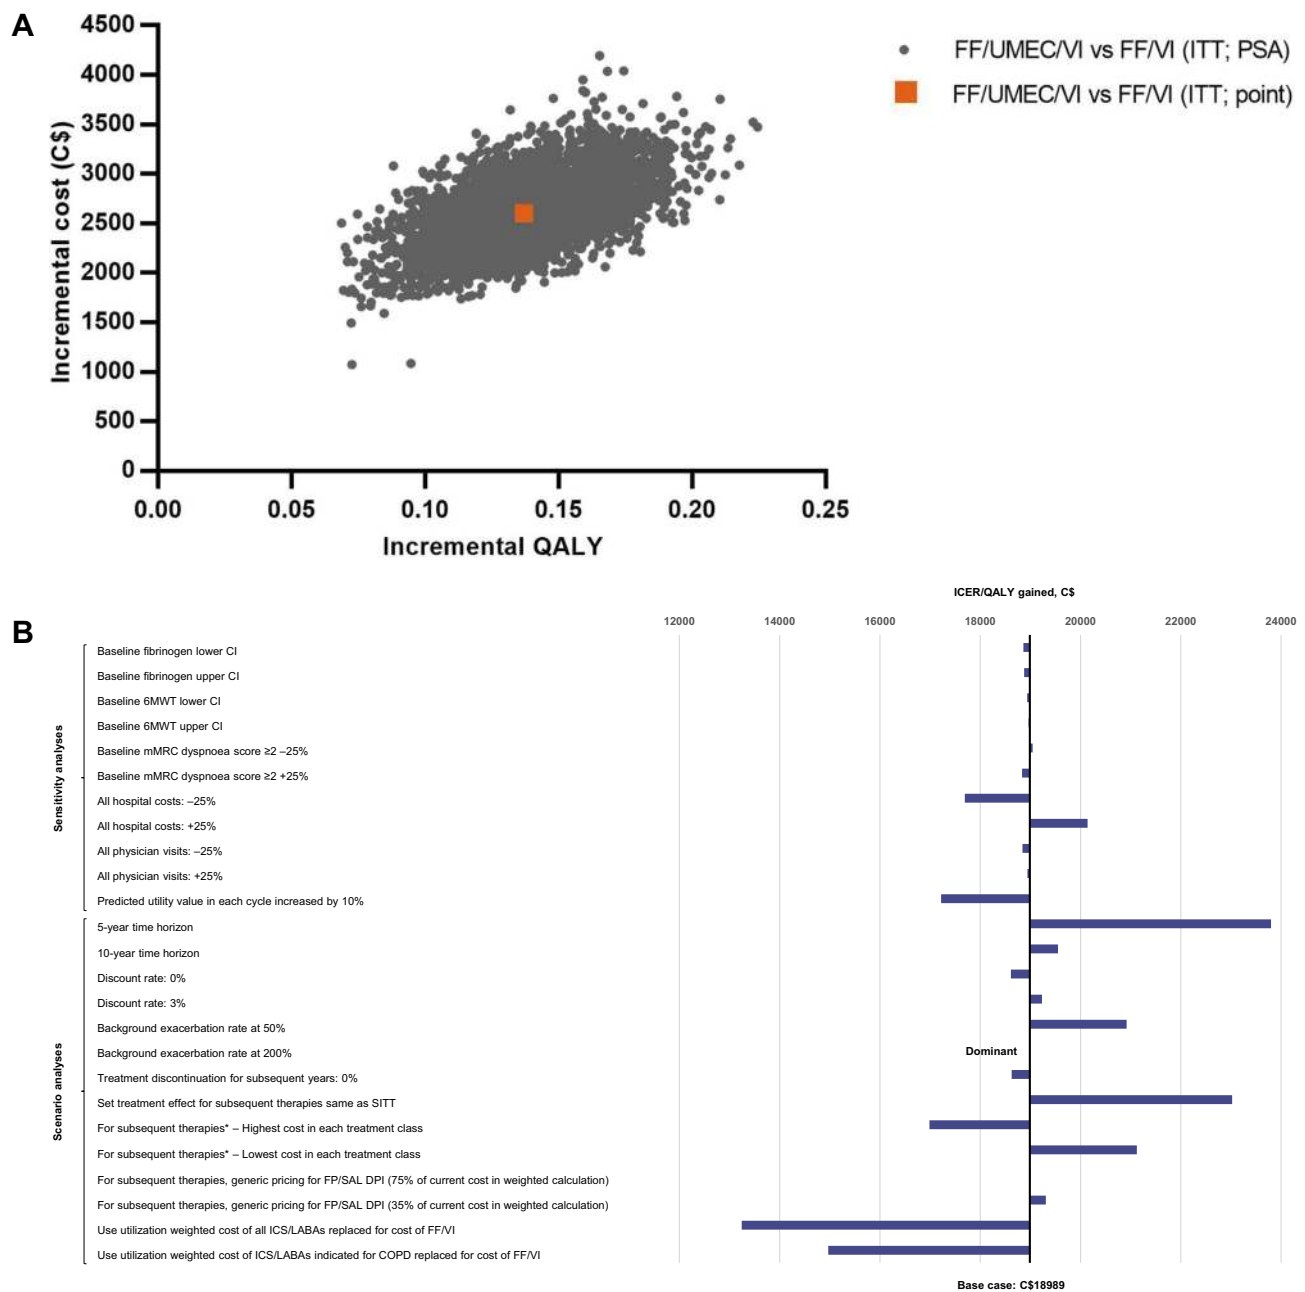 A
4500
4000
3500
3000
2500
2000
1500
1000
500
0
Incremental cost (C$)
0.00 0.05 0.10 0.15 0.20 0.25
Incremental QALY
FF/UMEC/VI vs FF/VI (ITT; PSA)
FF/UMEC/VI vs FF/VI (ITT; point)
B
ICER/QALY gained, C$
12000 14000 16000 18000 20000 22000 24000
Sensitivity analyses
Baseline fibrinogen lower CI
Baseline fibrinogen upper CI
Baseline 6MWT lower CI
Baseline 6MWT upper CI
Baseline mMRC dyspnoea score ≥2 –25%
Baseline mMRC dyspnoea score ≥2 +25%
All hospital costs: –25%
All hospital costs: +25%
All physician visits: –25%
All physician visits: +25%
Predicted utility value in each cycle increased by 10%
Scenario analyses
5-year time horizon
10-year time horizon
Discount rate: 0%
Discount rate: 3%
Background exacerbation rate at 50%
Background exacerbation rate at 200%
Dominant
Treatment discontinuation for subsequent years: 0%
Set treatment effect for subsequent therapies same as SITT
For subsequent therapies* – Highest cost in each treatment class
For subsequent therapies* – Lowest cost in each treatment class
For subsequent therapies, generic pricing for FP/SAL DPI (75% of current cost in weighted calculation)
For subsequent therapies, generic pricing for FP/SAL DPI (35% of current cost in weighted calculation)
Use utilization weighted cost of all ICS/LABAs replaced for cost of FF/VI
Use utilization weighted cost of ICS/LABAs indicated for COPD replaced for cost of FF/VI
Base case: C$18989